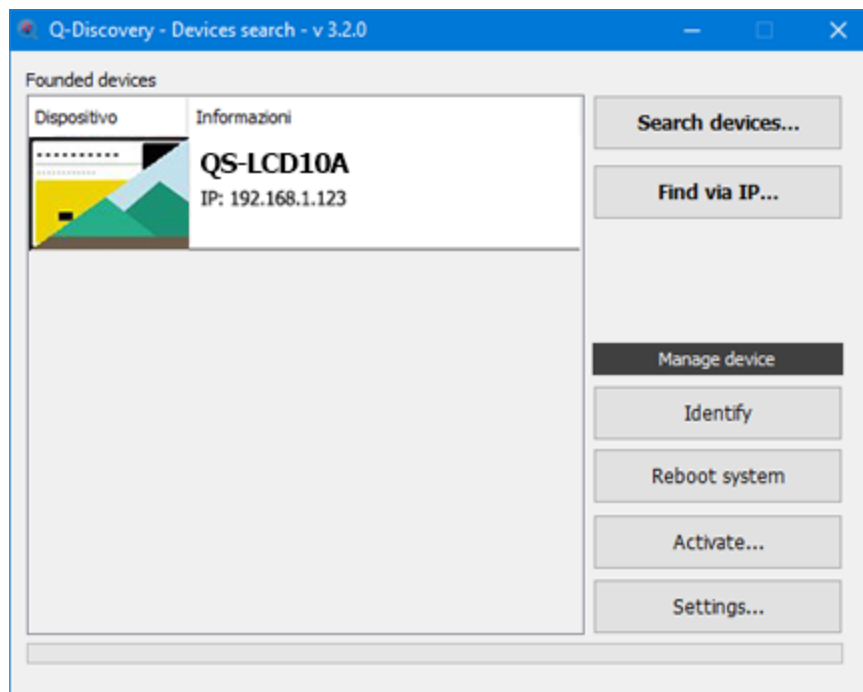 Q-Discovery - Devices search - v 3.2.0
Founded devices
Dispositivo Informazioni
QS-LCD10A
IP: 192.168.1.123
Search devices...
Find via IP...
Manage device
Identify
Reboot system
Activate...
Settings...